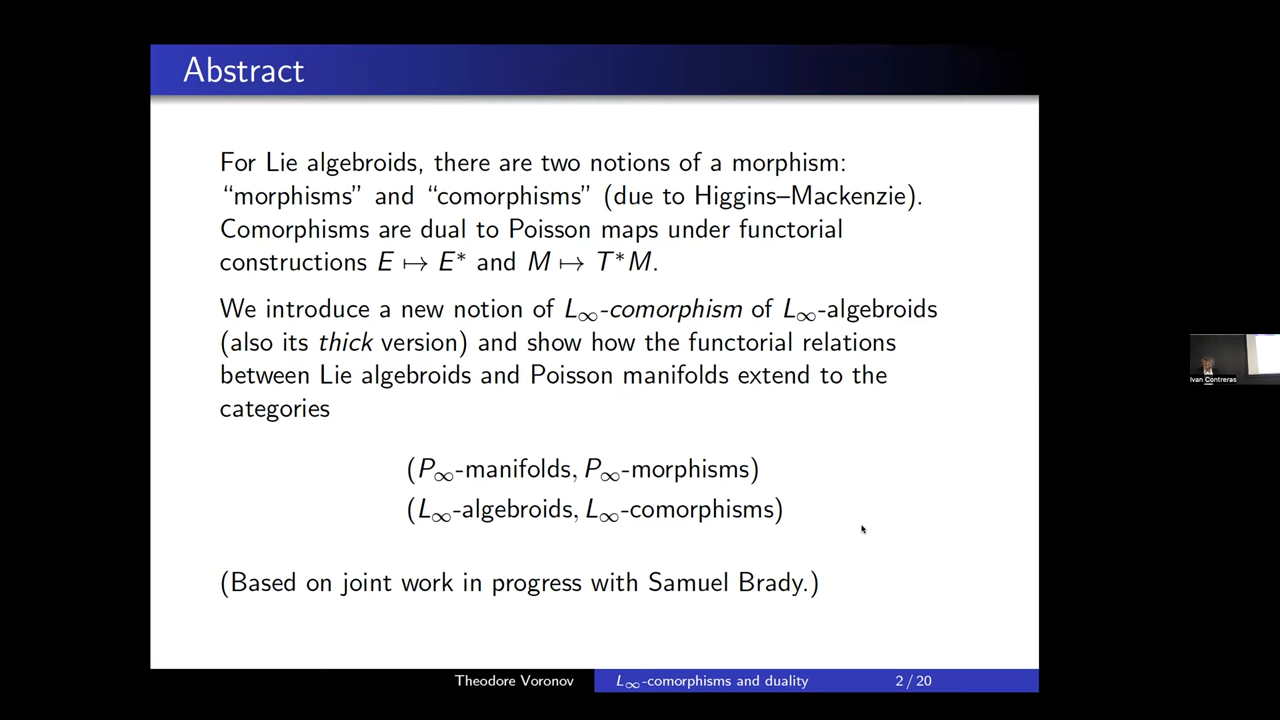 Abstract
For Lie algebroids, there are two notions of a morphism:
“morphisms” and “comorphisms” (due to Higgins–Mackenzie).
Comorphisms are dual to Poisson maps under functorial
constructions E ↦ E* and M ↦ T*M.
We introduce a new notion of L∞-comorphism of L∞-algebroids
(also its thick version) and show how the functorial relations
between Lie algebroids and Poisson manifolds extend to the
categories
(P∞-manifolds, P∞-morphisms)
(L∞-algebroids, L∞-comorphisms)
(Based on joint work in progress with Samuel Brady.)
Theodore Voronov L∞-comorphisms and duality 2 / 20
Ivan Contreras